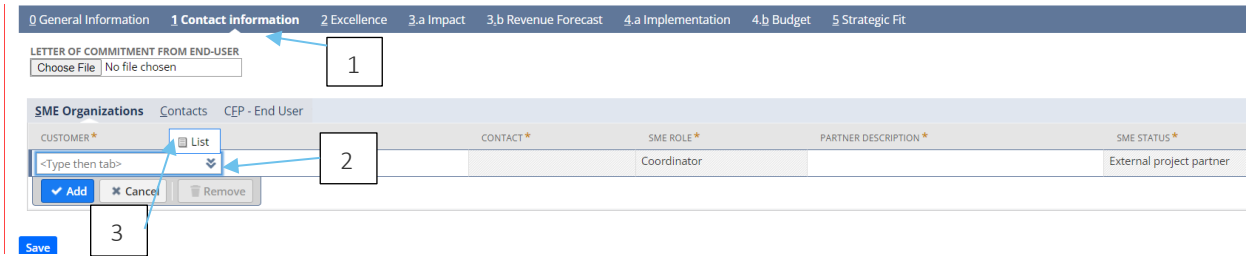 0 General Information 1 Contact information 2 Excellence 3.a Impact 3.b Revenue Forecast 4.a Implementation 4.b Budget 5 Strategic Fit
LETTER OF COMMITMENT FROM END-USER
Choose File No file chosen
1
SME Organizations Contacts CFP - End User
CUSTOMER * List CONTACT * SME ROLE * PARTNER DESCRIPTION * SME STATUS *
<Type then tab> 2 Coordinator External project partner
Add Cancel Remove
3
Save